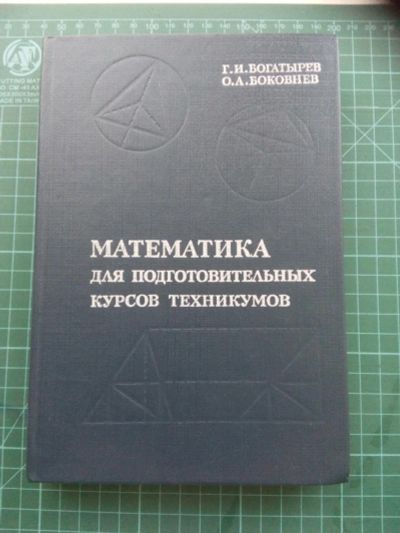 Г.И.БОГАТЫРЕВ
О.А.БОКОВНЕВ
МАТЕМАТИКА
ДЛЯ ПОДГОТОВИТЕЛЬНЫХ
КУРСОВ ТЕХНИКУМОВ